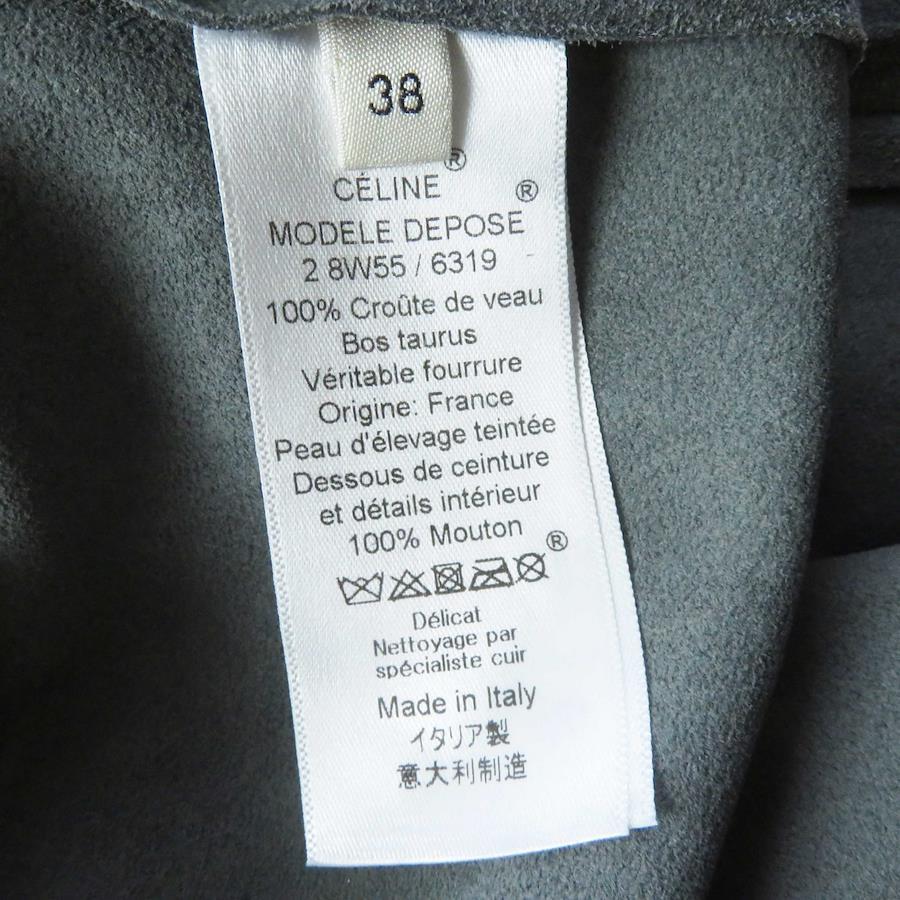 38
CÉLINE ®
MODELE DEPOSE ®
2 8W55 / 6319
100% Croûte de veau
Bos taurus
Véritable fourrure
Origine: France
Peau d'élevage teintée
Dessous de ceinture
et détails intérieur
100% Mouton
®
Délicat
Nettoyage par
spécialiste cuir
Made in Italy
イタリア製
意大利制造